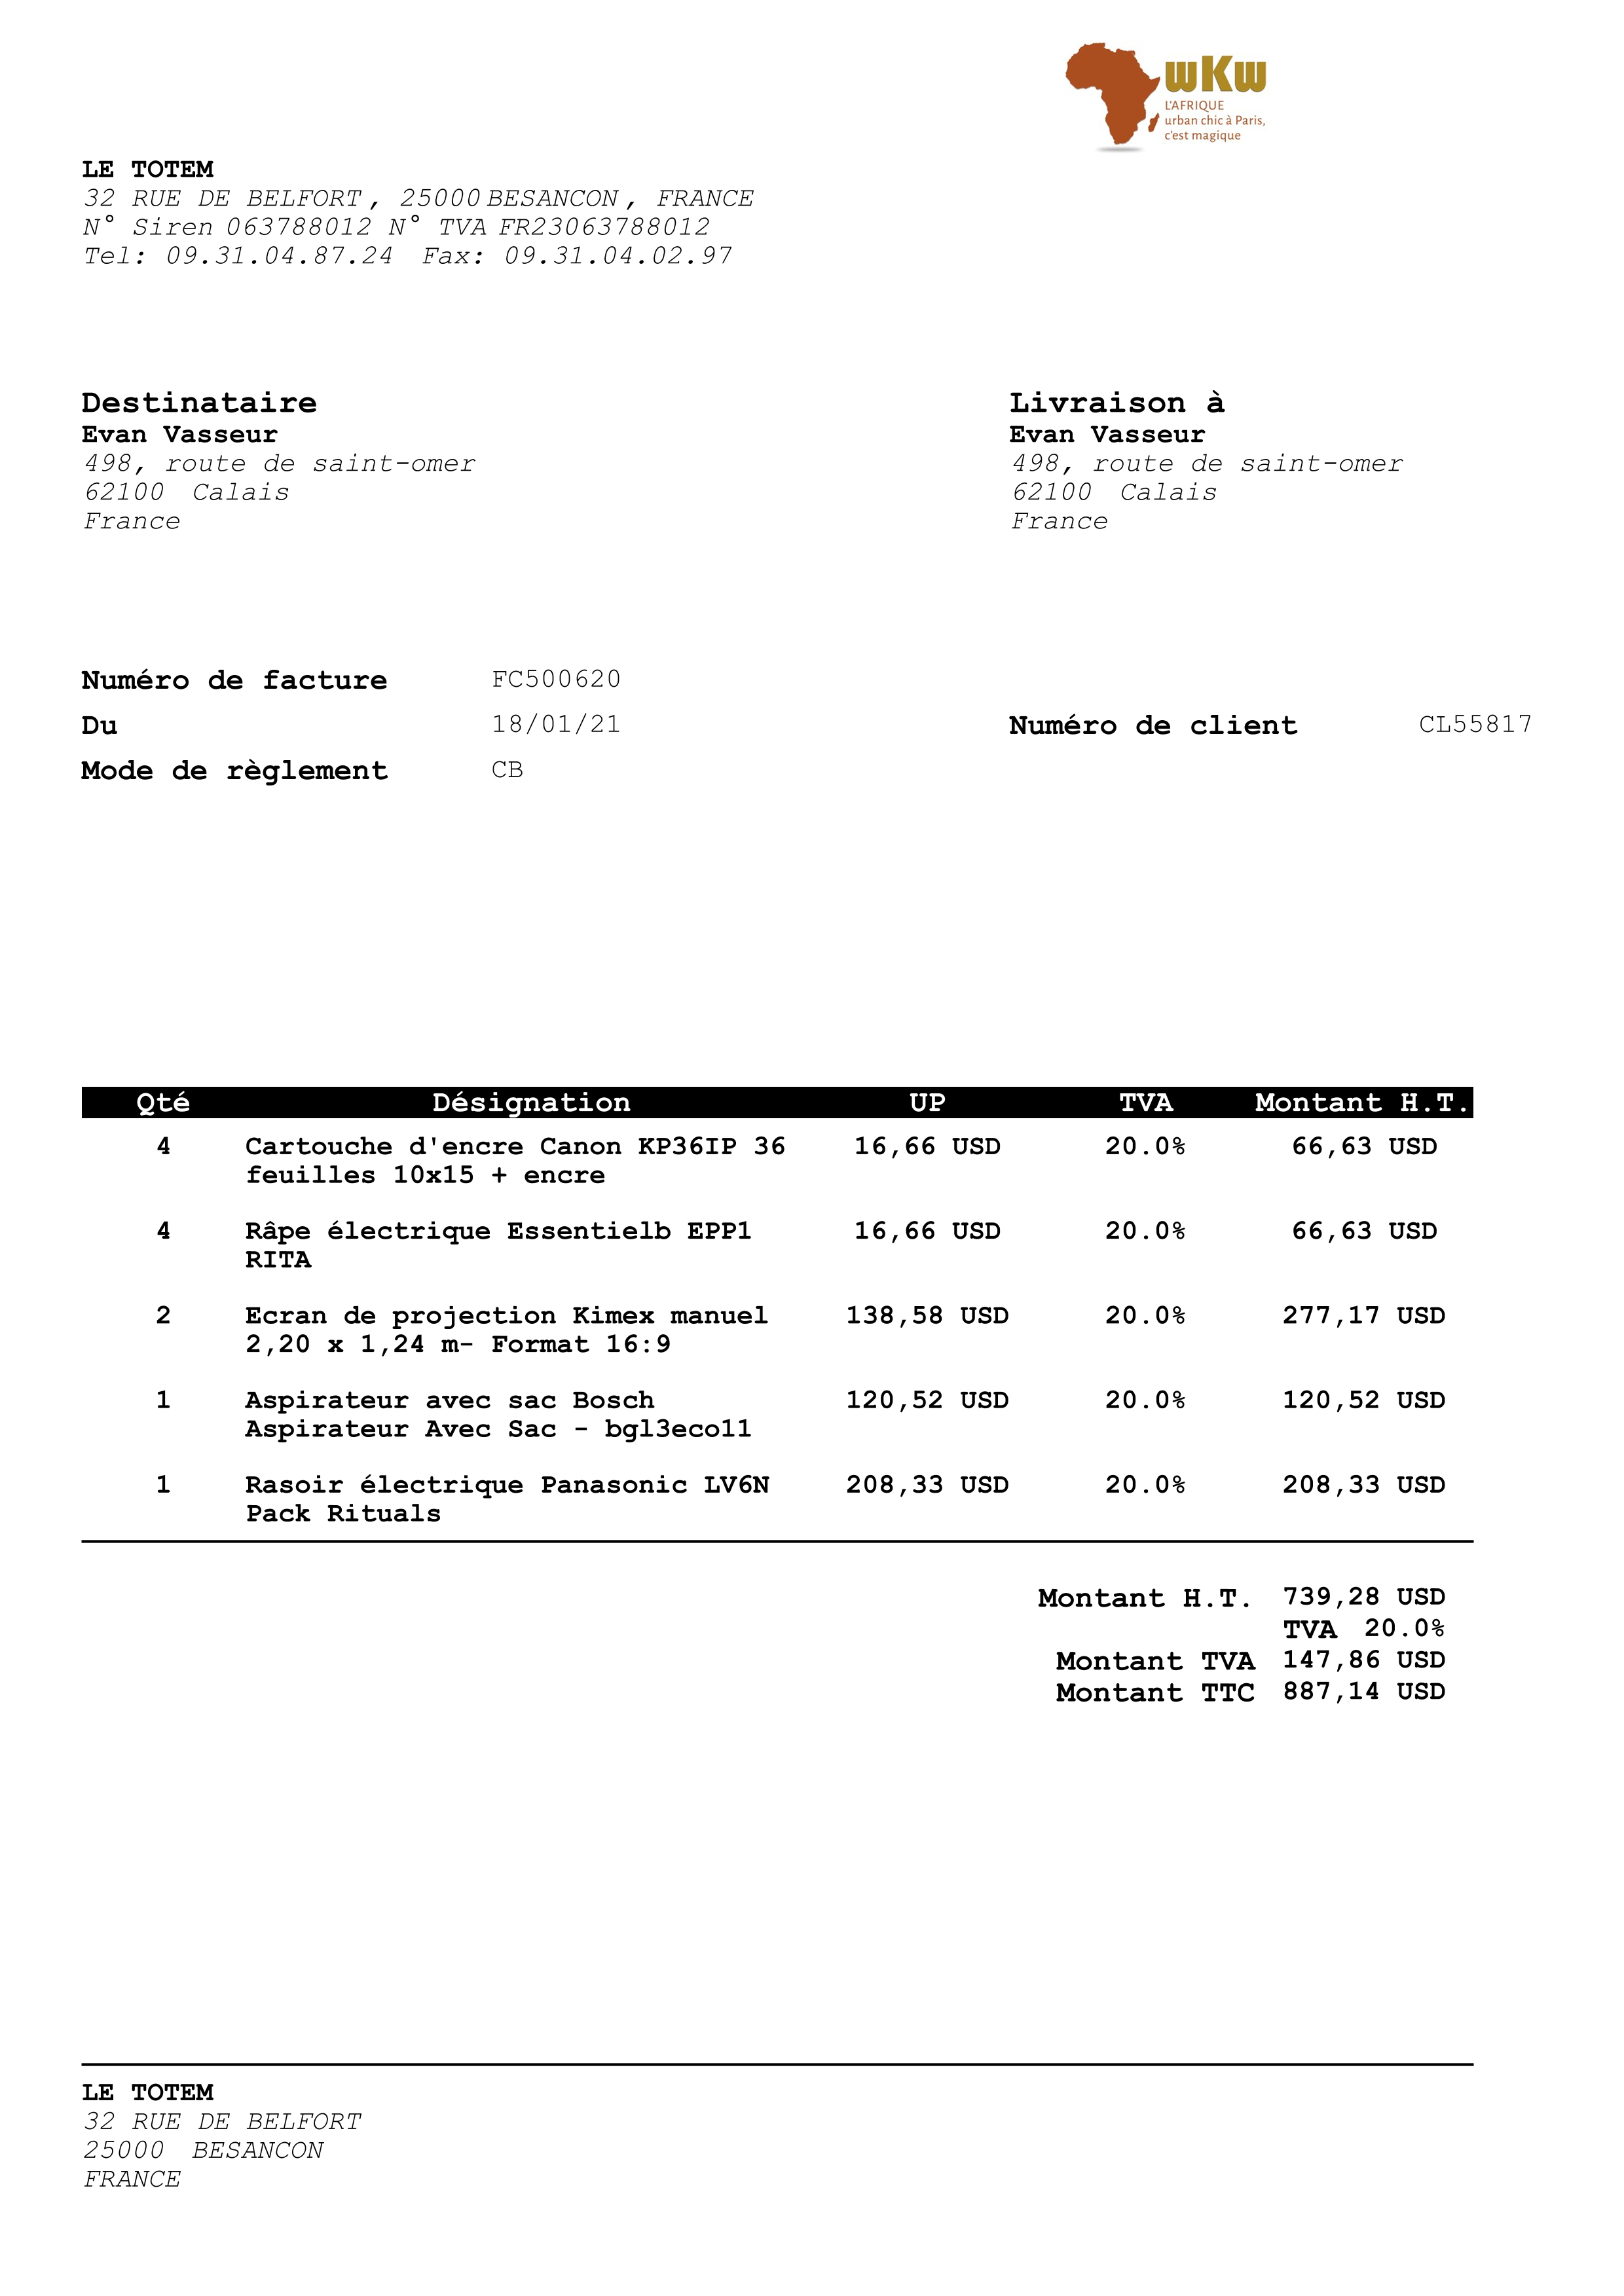 wKw
L'AFRIQUE
urban chic à Paris,
c'est magique
LE TOTEM
32 RUE DE BELFORT, 25000 BESANCON, FRANCE
N° Siren 063788012 N° TVA FR23063788012
Tel: 09.31.04.87.24 Fax: 09.31.04.02.97
Destinataire
Evan Vasseur
498, route de saint-omer
62100 Calais
France
Livraison à
Evan Vasseur
498, route de saint-omer
62100 Calais
France
Numéro de facture FC500620
Du 18/01/21
Numéro de client CL55817
Mode de règlement CB
Qté Désignation UP TVA Montant H.T.
4 Cartouche d'encre Canon KP36IP 36 16,66 USD 20.0% 66,63 USD
feuilles 10x15 + encre
4 Râpe électrique Essentielb EPP1 16,66 USD 20.0% 66,63 USD
RITA
2 Ecran de projection Kimex manuel 138,58 USD 20.0% 277,17 USD
2,20 x 1,24 m- Format 16:9
1 Aspirateur avec sac Bosch 120,52 USD 20.0% 120,52 USD
Aspirateur Avec Sac - bgl3eco11
1 Rasoir électrique Panasonic LV6N 208,33 USD 20.0% 208,33 USD
Pack Rituals
Montant H.T. 739,28 USD
TVA 20.0%
Montant TVA 147,86 USD
Montant TTC 887,14 USD
LE TOTEM
32 RUE DE BELFORT
25000 BESANCON
FRANCE